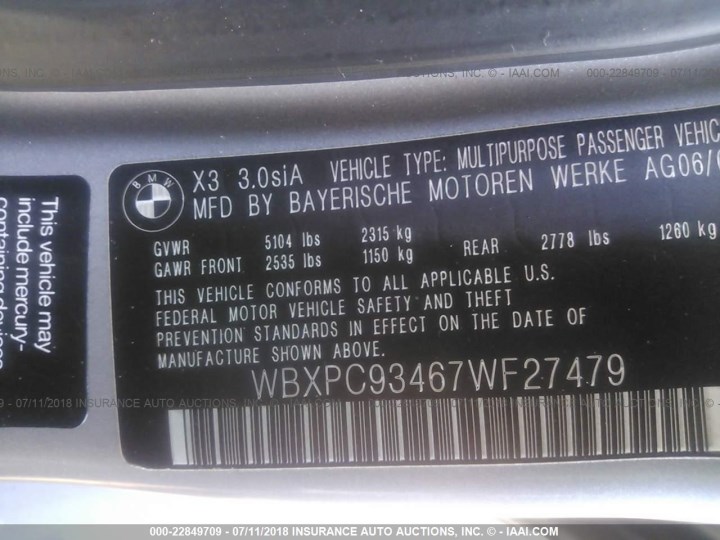 BMW
X3 3.0siA VEHICLE TYPE: MULTIPURPOSE PASSENGER
MFD BY BAYERISCHE MOTOREN WERKE AG06/
GVWR 5104 lbs 2315 kg
GAWR FRONT 2535 lbs 1150 kg REAR 2778 lbs 1260 kg
THIS VEHICLE CONFORMS TO ALL APPLICABLE U.S.
FEDERAL MOTOR VEHICLE SAFETY AND THEFT
PREVENTION STANDARDS IN EFFECT ON THE DATE OF
MANUFACTURE SHOWN ABOVE.
WBXPC93467WF27479
This vehicle may
include mercury-
containing devices
000-22849709 - 07/11/2018 INSURANCE AUTO AUCTIONS, INC. © - IAAI.COM